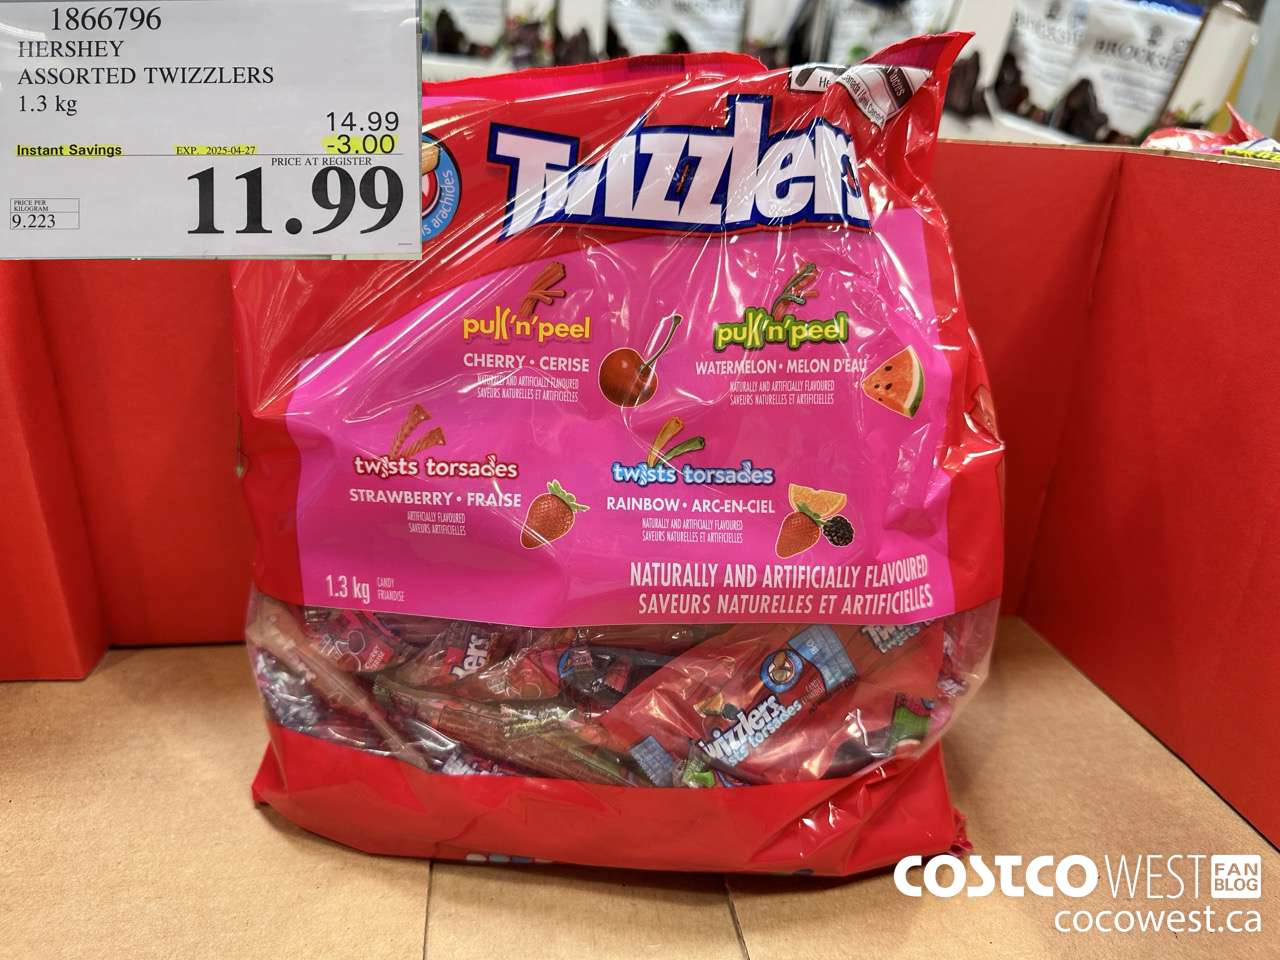 1866796
HERSHEY
ASSORTED TWIZZLERS
1.3 kg
14.99
Instant Savings EXP. 2025-04-27 -3.00
PRICE AT REGISTER
11.99
PRICE PER
KILOGRAM
9.223
arachides
Twizzlers
pull'n'peel
CHERRY • CERISE
NATURALLY AND ARTIFICIALLY FLAVOURED
SAVEURS NATURELLES ET ARTIFICIELLES
pull'n'peel
WATERMELON • MELON D'EAU
NATURALLY AND ARTIFICIALLY FLAVOURED
SAVEURS NATURELLES ET ARTIFICIELLES
twists torsades
STRAWBERRY • FRAISE
ARTIFICIALLY FLAVOURED
SAVEURS ARTIFICIELLES
twists torsades
RAINBOW • ARC-EN-CIEL
NATURALLY AND ARTIFICIALLY FLAVOURED
SAVEURS NATURELLES ET ARTIFICIELLES
1.3 kg
CANDY
FRIANDISE
NATURALLY AND ARTIFICIALLY FLAVOURED
SAVEURS NATURELLES ET ARTIFICIELLES
Twizzlers
torsades
COSTCO WEST FAN BLOG
cocowest.ca